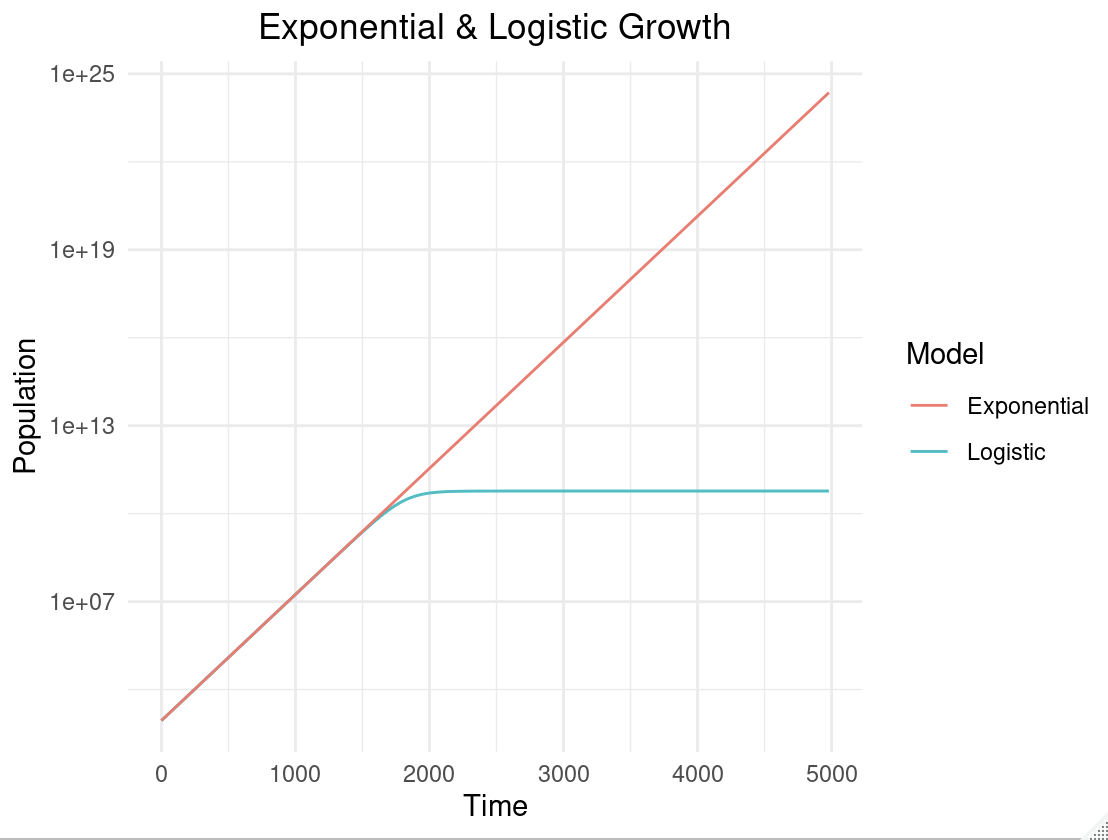 Exponential & Logistic Growth
1e+25
1e+19
1e+13
1e+07
Population
0 1000 2000 3000 4000 5000
Time
Model
Exponential
Logistic